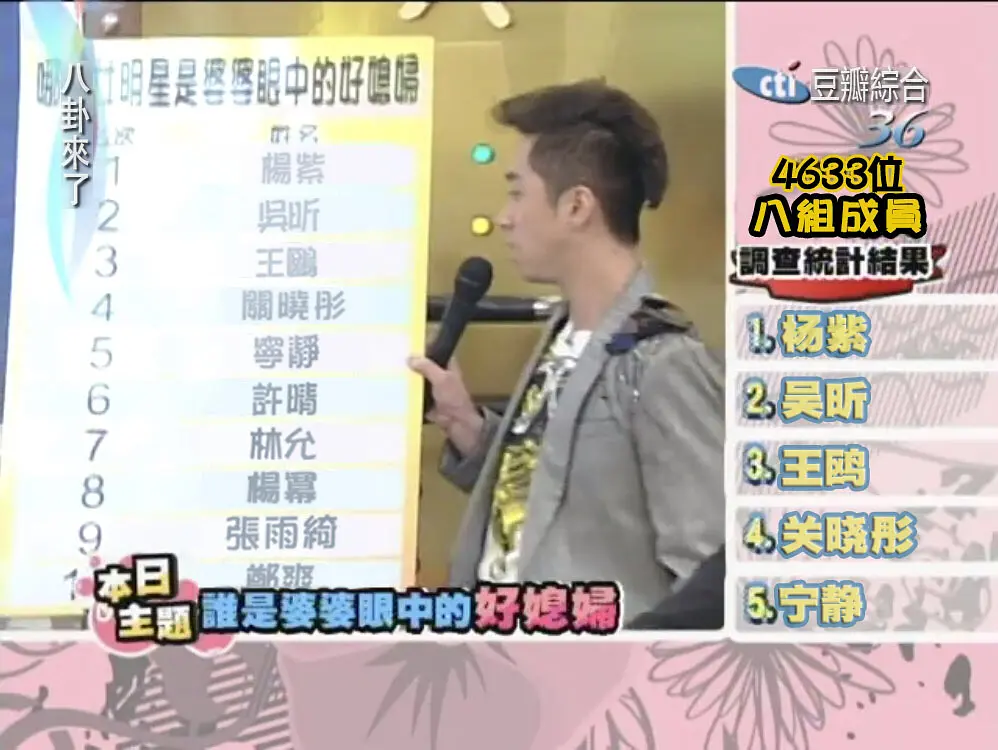 八卦來了
女明星是婆婆眼中的好媳婦
姓名
1 楊紫
2 吳昕
3 王鷗
4 關曉彤
5 寧靜
6 許晴
7 林允
8 楊冪
9 張雨綺
鄭爽
本日
主題
誰是婆婆眼中的好媳婦
cti 豆瓣綜合
36
4633位
八組成員
調查統計結果
1.杨紫
2.吴昕
3.王鸥
4.关晓彤
5.宁静